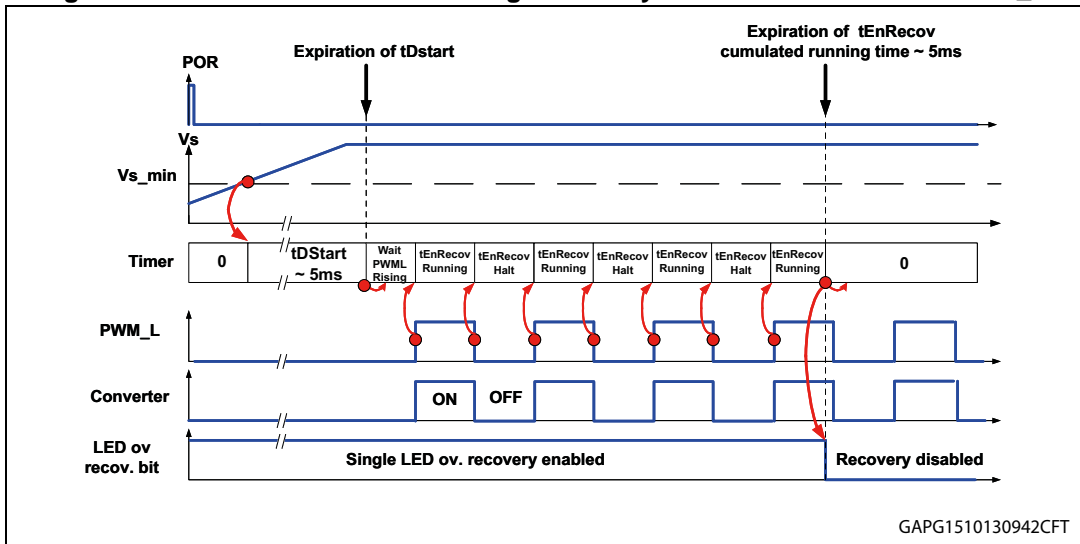 Expiration of tDstart
Expiration of tEnRecov
cumulated running time ~ 5ms
POR
Vs
Vs_min
Timer
0
tDStart
~ 5ms
Wait
PWML
Rising
tEnRecov
Running
tEnRecov
Halt
tEnRecov
Running
tEnRecov
Halt
tEnRecov
Running
tEnRecov
Halt
tEnRecov
Running
0
PWM_L
Converter
ON
OFF
LED ov
recov. bit
Single LED ov. recovery enabled
Recovery disabled
GAPG1510130942CFT